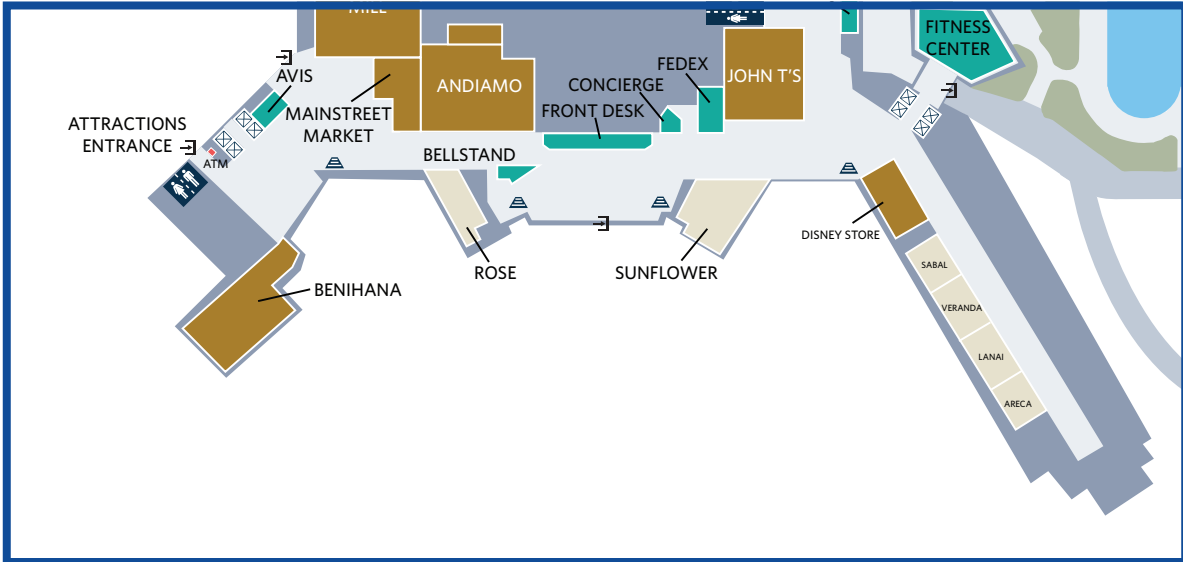 MILL
FITNESS
CENTER
AVIS
FEDEX
JOHN T'S
ANDIAMO
CONCIERGE
MAINSTREET
MARKET
FRONT DESK
ATTRACTIONS
ENTRANCE
ATM
BELLSTAND
DISNEY STORE
ROSE
SUNFLOWER
SABAL
BENIHANA
VERANDA
LANAI
ARECA